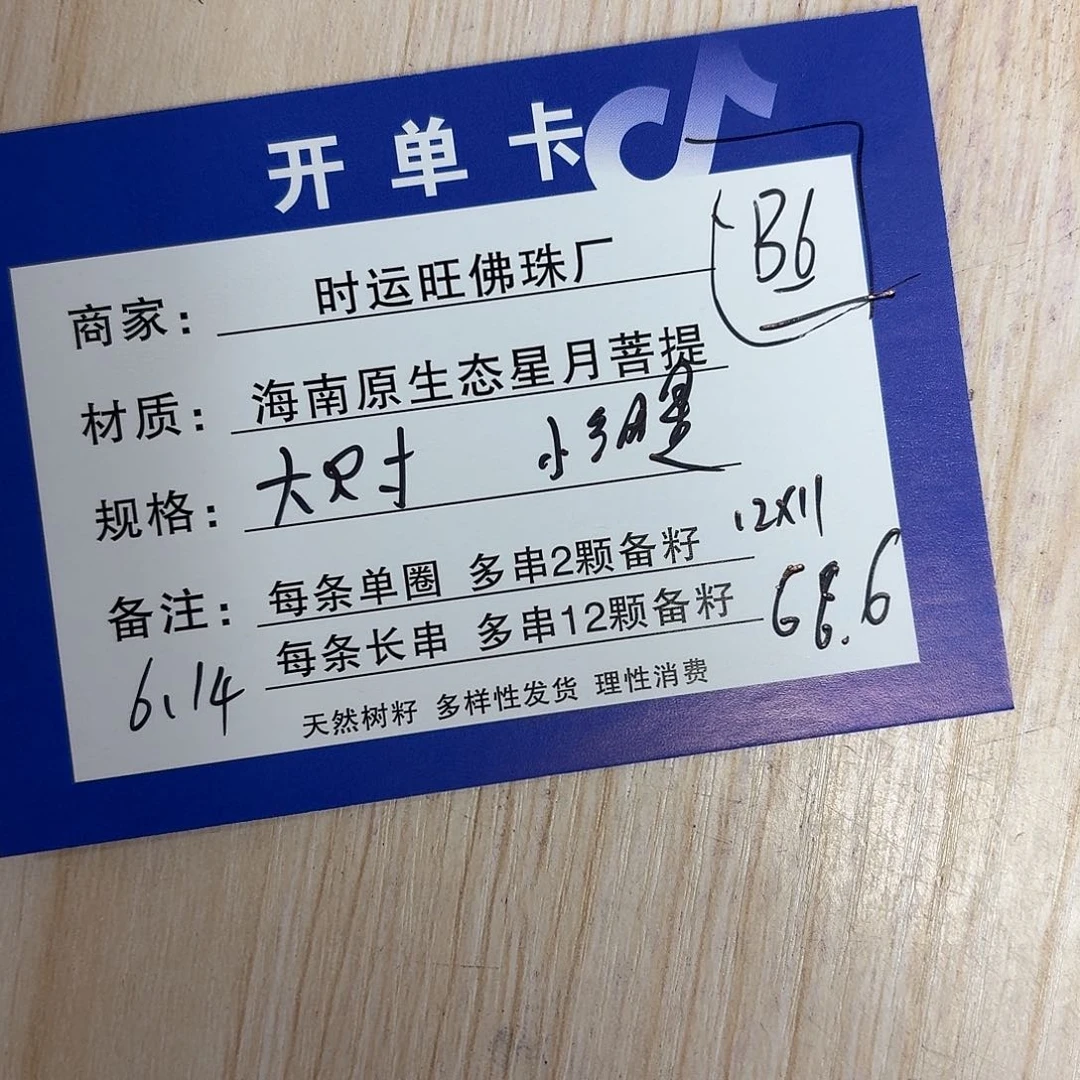 开单卡
B6
商家：时运旺佛珠厂
材质：海南原生态星月菩提
规格：大尺寸
12X11
备注：每条单圈 多串2颗备籽
每条长串 多串12颗备籽
68.6
6.14
天然树籽 多样性发货 理性消费